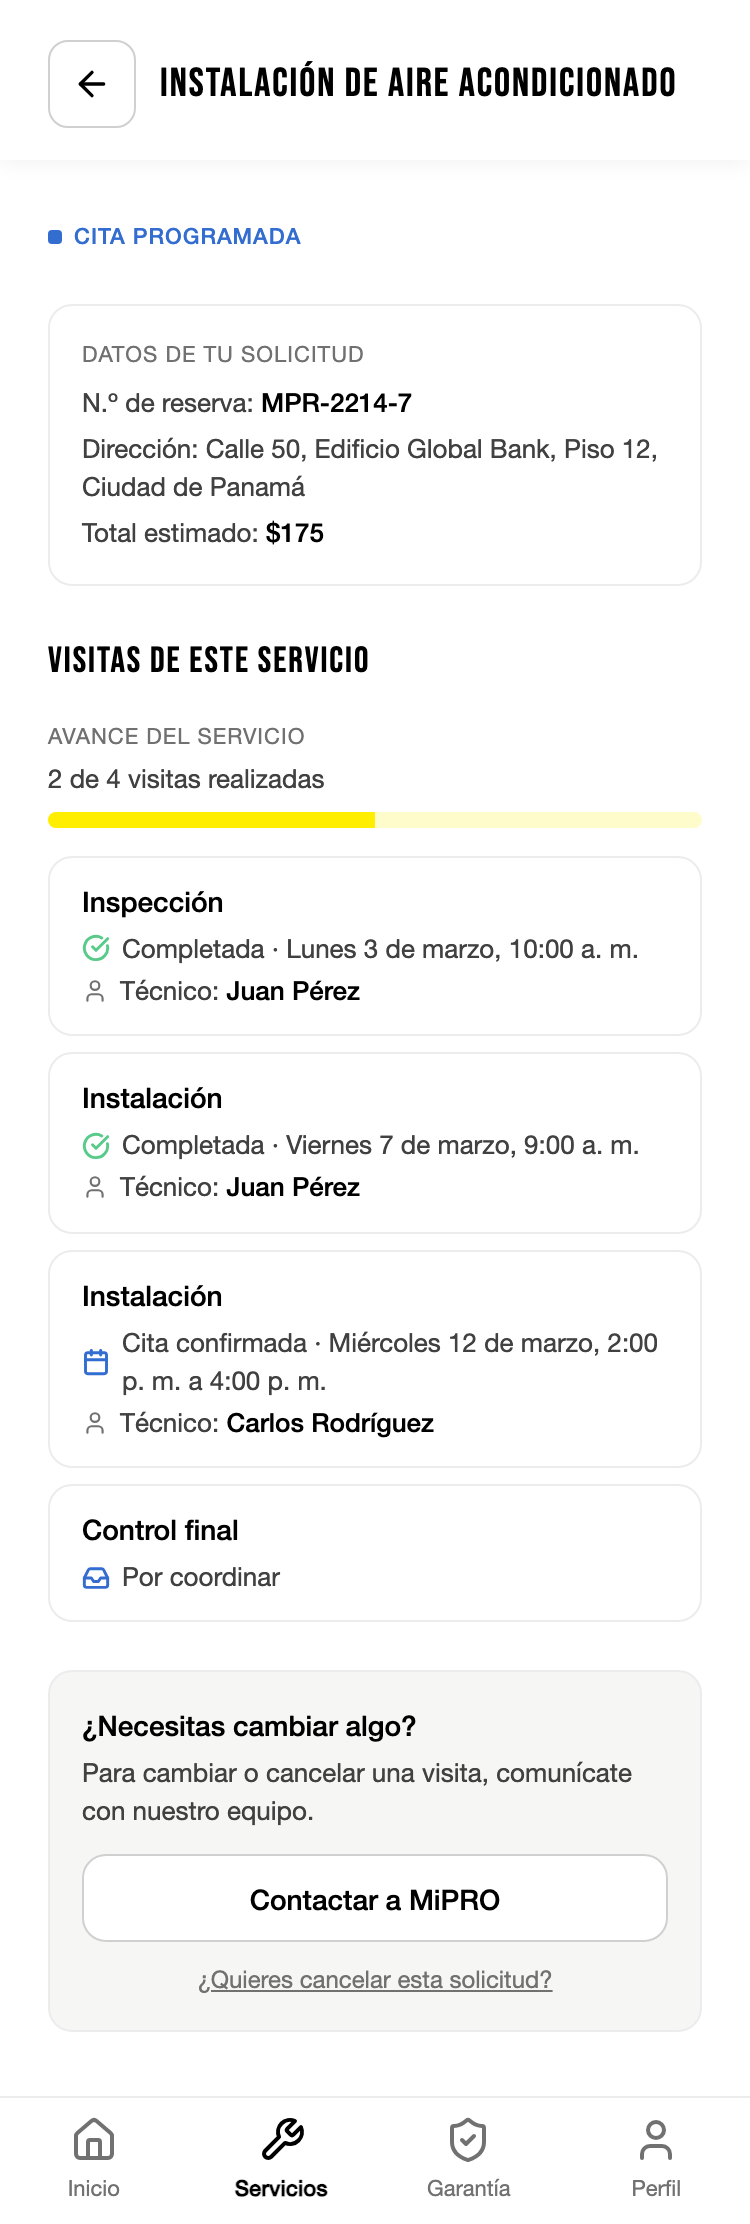 INSTALACIÓN DE AIRE ACONDICIONADO
CITA PROGRAMADA
DATOS DE TU SOLICITUD
N.º de reserva: MPR-2214-7
Dirección: Calle 50, Edificio Global Bank, Piso 12,
Ciudad de Panamá
Total estimado: $175
VISITAS DE ESTE SERVICIO
AVANCE DEL SERVICIO
2 de 4 visitas realizadas
Inspección
Completada · Lunes 3 de marzo, 10:00 a. m.
Técnico: Juan Pérez
Instalación
Completada · Viernes 7 de marzo, 9:00 a. m.
Técnico: Juan Pérez
Instalación
Cita confirmada · Miércoles 12 de marzo, 2:00
p. m. a 4:00 p. m.
Técnico: Carlos Rodríguez
Control final
Por coordinar
¿Necesitas cambiar algo?
Para cambiar o cancelar una visita, comunícate
con nuestro equipo.
Contactar a MiPRO
¿Quieres cancelar esta solicitud?
Inicio
Servicios
Garantía
Perfil